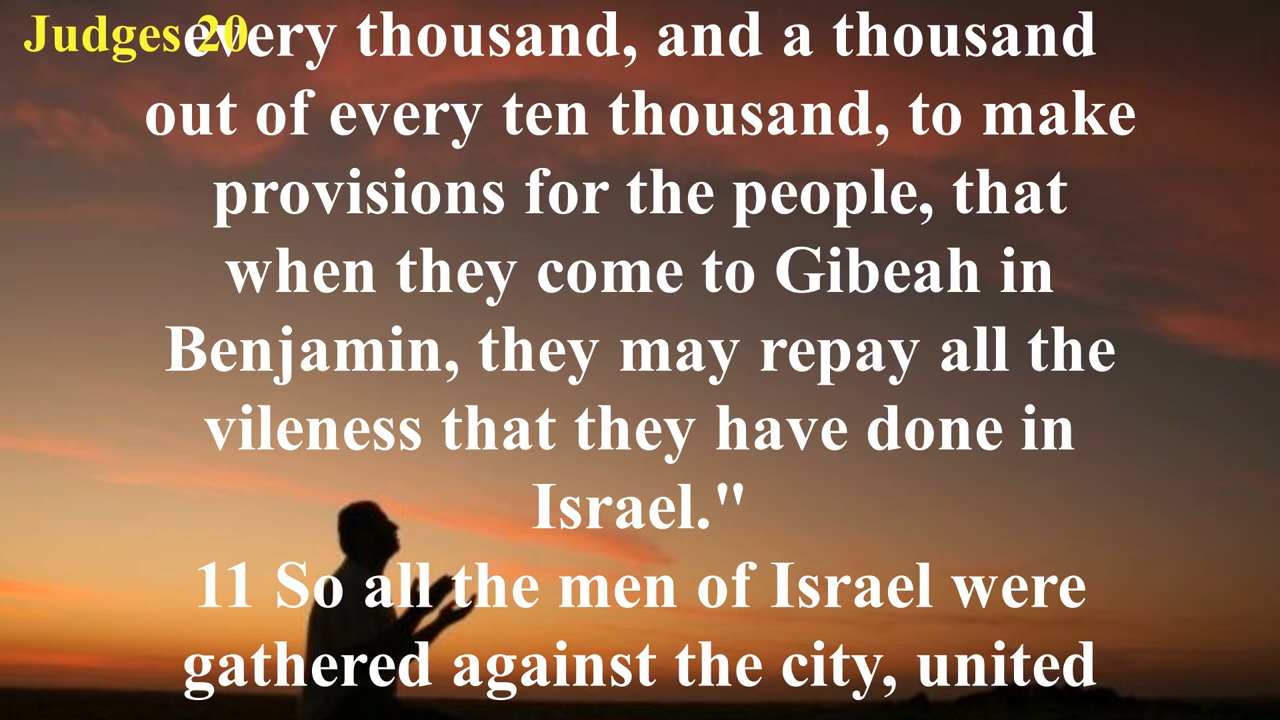 Judges 20
every thousand, and a thousand
out of every ten thousand, to make
provisions for the people, that
when they come to Gibeah in
Benjamin, they may repay all the
vileness that they have done in
Israel."
11 So all the men of Israel were
gathered against the city, united